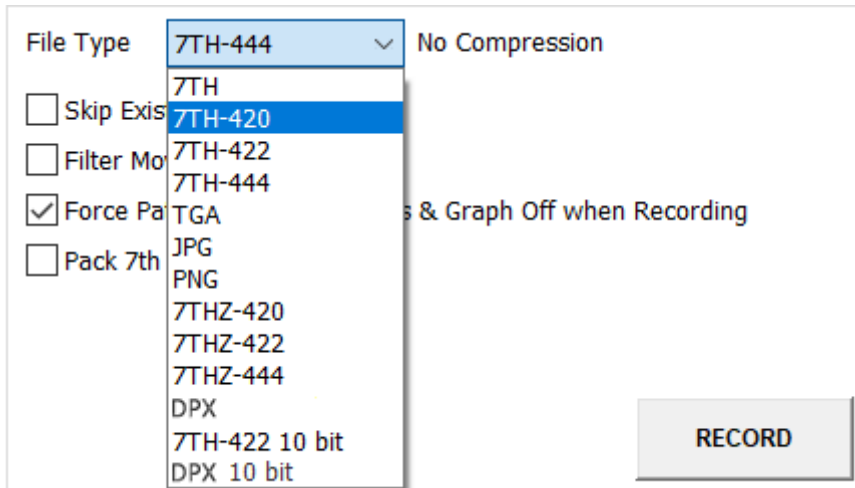 File Type 7TH-444 No Compression
7TH
Skip Exis 7TH-420
Filter Mo 7TH-422
7TH-444
Force Pa TGA s & Graph Off when Recording
JPG
Pack 7th PNG
7THZ-420
7THZ-422
7THZ-444
DPX
7TH-422 10 bit
RECORD
DPX 10 bit